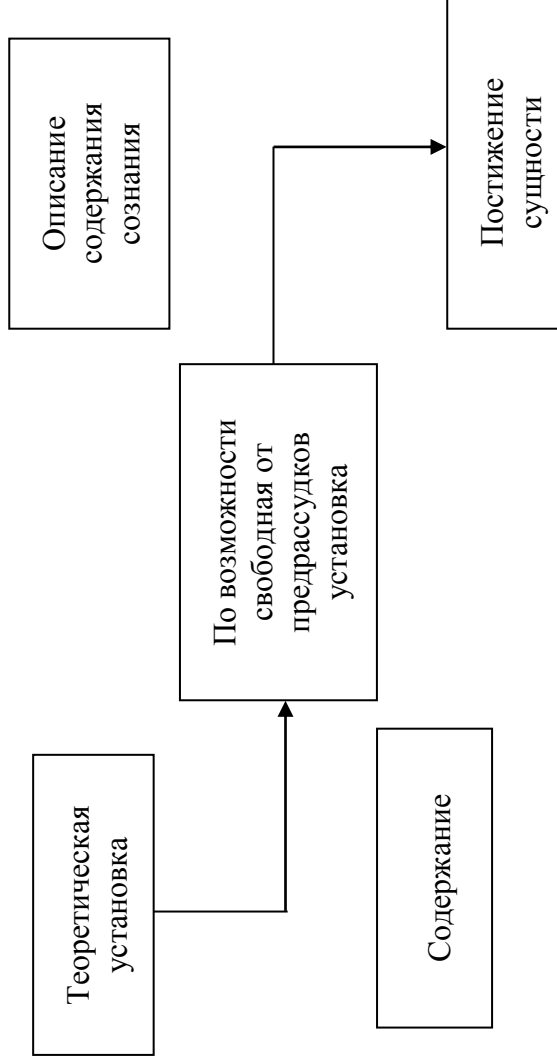 Теоретическая
установка
Содержание
По возможности
свободная от
предрассудков
установка
Описание
содержания
сознания
Постижение
сущности